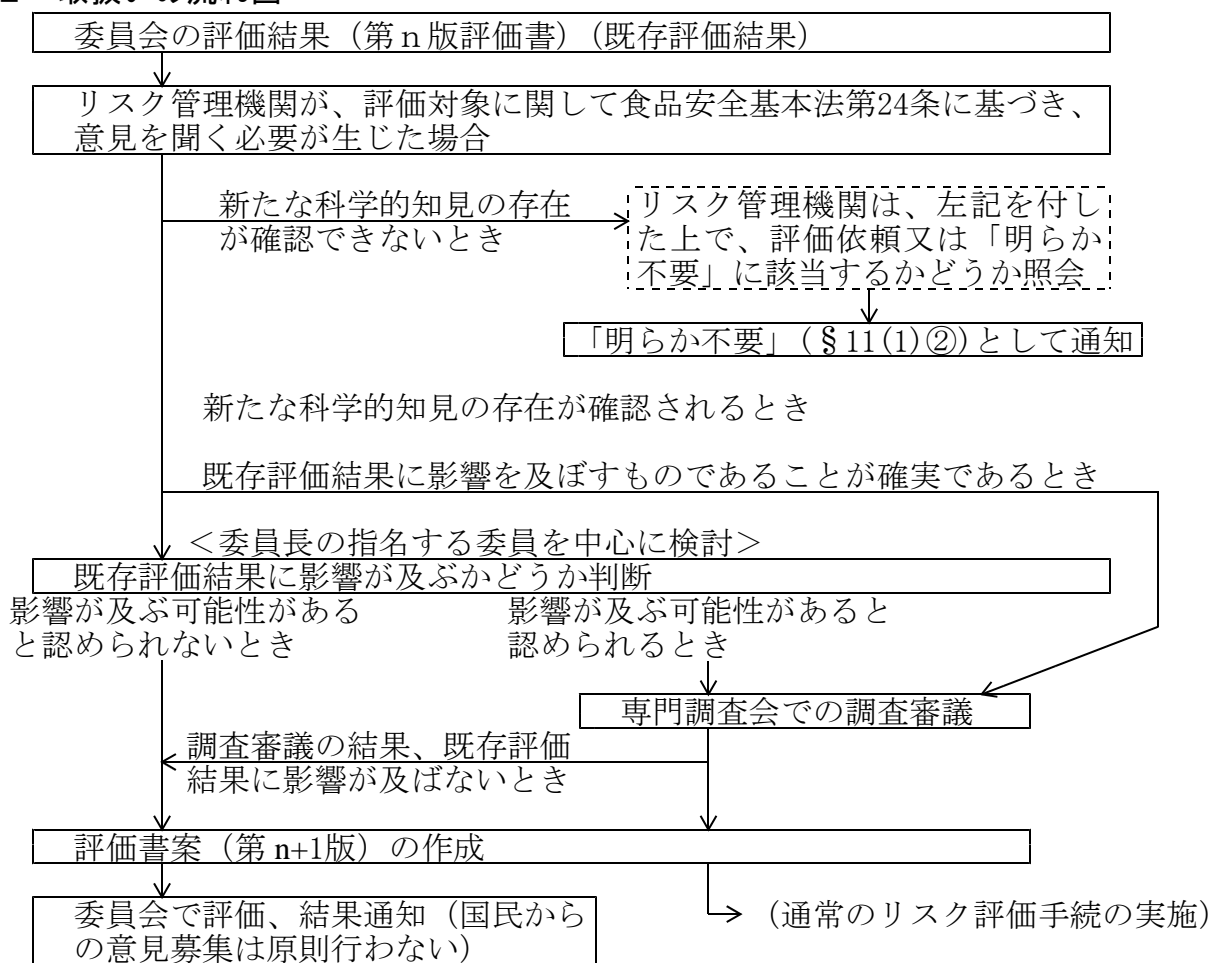 委員会の評価結果（第ｎ版評価書）（既存評価結果）
リスク管理機関が、評価対象に関して食品安全基本法第24条に基づき、
意見を聞く必要が生じた場合
新たな科学的知見の存在
が確認できないとき
リスク管理機関は、左記を付し
た上で、評価依頼又は「明らか
不要」に該当するかどうか照会
「明らか不要」（§11(1)②）として通知
新たな科学的知見の存在が確認されるとき
既存評価結果に影響を及ぼすものであることが確実であるとき
＜委員長の指名する委員を中心に検討＞
既存評価結果に影響が及ぶかどうか判断
影響が及ぶ可能性がある
と認められないとき
影響が及ぶ可能性があると
認められるとき
専門調査会での調査審議
調査審議の結果、既存評価
結果に影響が及ばないとき
評価書案（第 n+1版）の作成
委員会で評価、結果通知（国民から
の意見募集は原則行わない）
（通常のリスク評価手続の実施）